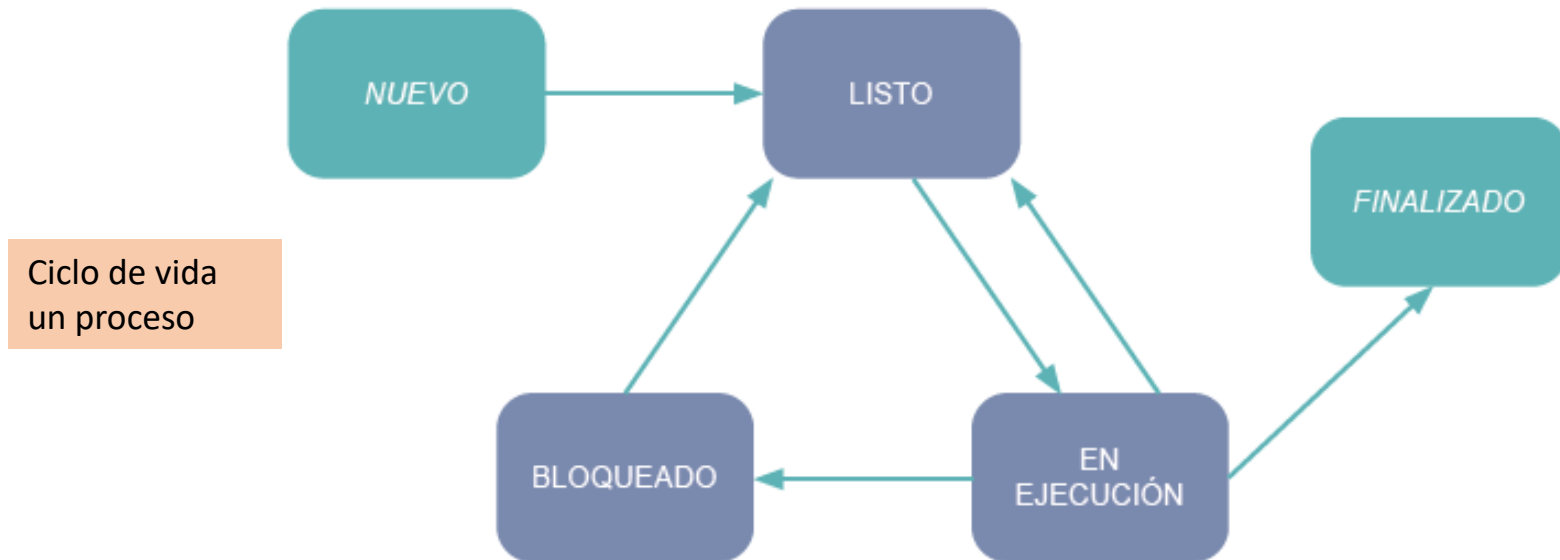 NUEVO
LISTO
FINALIZADO
Ciclo de vida
un proceso
BLOQUEADO
EN
EJECUCIÓN